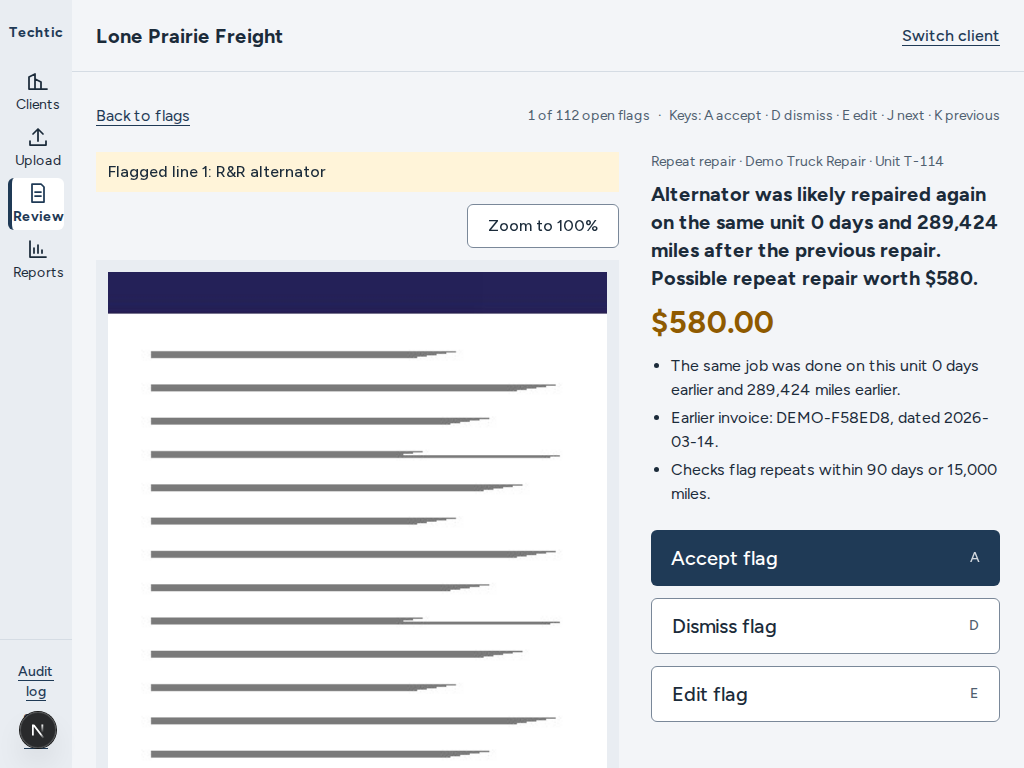 Techtic
Lone Prairie Freight
Switch client
Clients
Upload
Review
Reports
Audit
log
N
Back to flags
1 of 112 open flags · Keys: A accept · D dismiss · E edit · J next · K previous
Flagged line 1: R&R alternator
Zoom to 100%
Repeat repair · Demo Truck Repair · Unit T-114
Alternator was likely repaired again
on the same unit 0 days and 289,424
miles after the previous repair.
Possible repeat repair worth $580.
$580.00
• The same job was done on this unit 0 days
earlier and 289,424 miles earlier.
• Earlier invoice: DEMO-F58ED8, dated 2026-
03-14.
• Checks flag repeats within 90 days or 15,000
miles.
Accept flag A
Dismiss flag D
Edit flag E